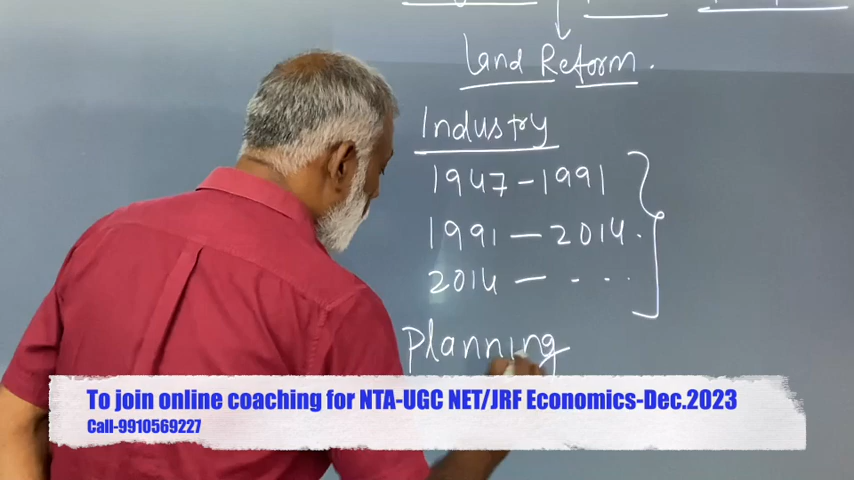 Land Reform.
Industry
1947-1991
1991 - 2014.
2014 - ....
Planning
To join online coaching for NTA-UGC NET/JRF Economics-Dec.2023
Call-9910569227